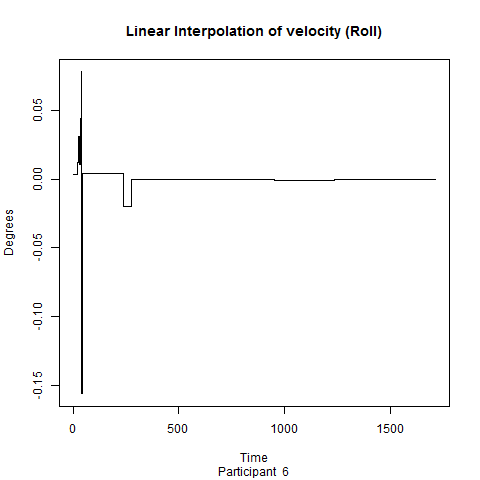 Linear Interpolation of velocity (Roll)
Degrees
0.05
0.00
-0.05
-0.10
-0.15
0 500 1000 1500
Time
Participant 6